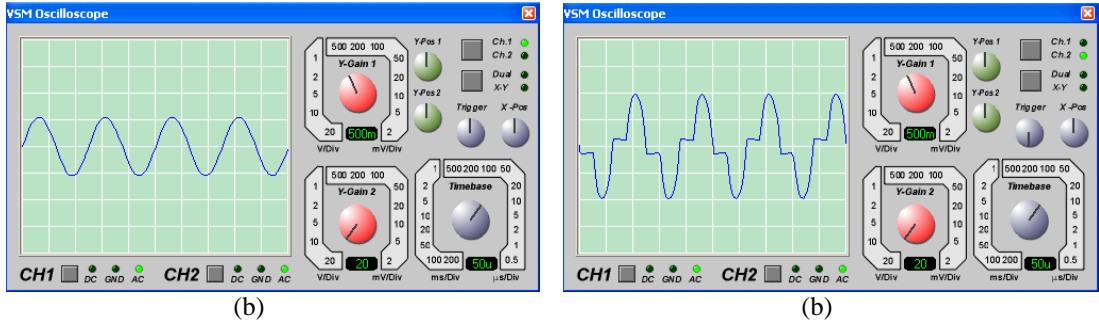 VSM Oscilloscope
500 200 100
Y-Gain 1
1
2
5
10
20
50
20
10
5
2
500m
V/Div
mV/Div
Y-Pos 1
Y-Pos 2
Ch.1
Ch.2
Dual
X-Y
Trigger
X -Pos
500 200 100
Y-Gain 2
1
2
5
10
20
50
20
10
5
2
20
V/Div
mV/Div
1
500 200 100 50
Timebase
2
5
10
20
50
100 200
20
10
5
2
1
0.5
50u
ms/Div
µs/Div
CH1
DC GND AC
CH2
DC GND AC
(b)
VSM Oscilloscope
500 200 100
Y-Gain 1
1
2
5
10
20
50
20
10
5
2
500m
V/Div
mV/Div
Y-Pos 1
Y-Pos 2
Ch.1
Ch.2
Dual
X-Y
Trigger
X -Pos
500 200 100
Y-Gain 2
1
2
5
10
20
50
20
10
5
2
20
V/Div
mV/Div
1
500 200 100 50
Timebase
2
5
10
20
50
100 200
20
10
5
2
1
0.5
50u
ms/Div
µs/Div
CH1
DC GND AC
CH2
DC GND AC
(b)